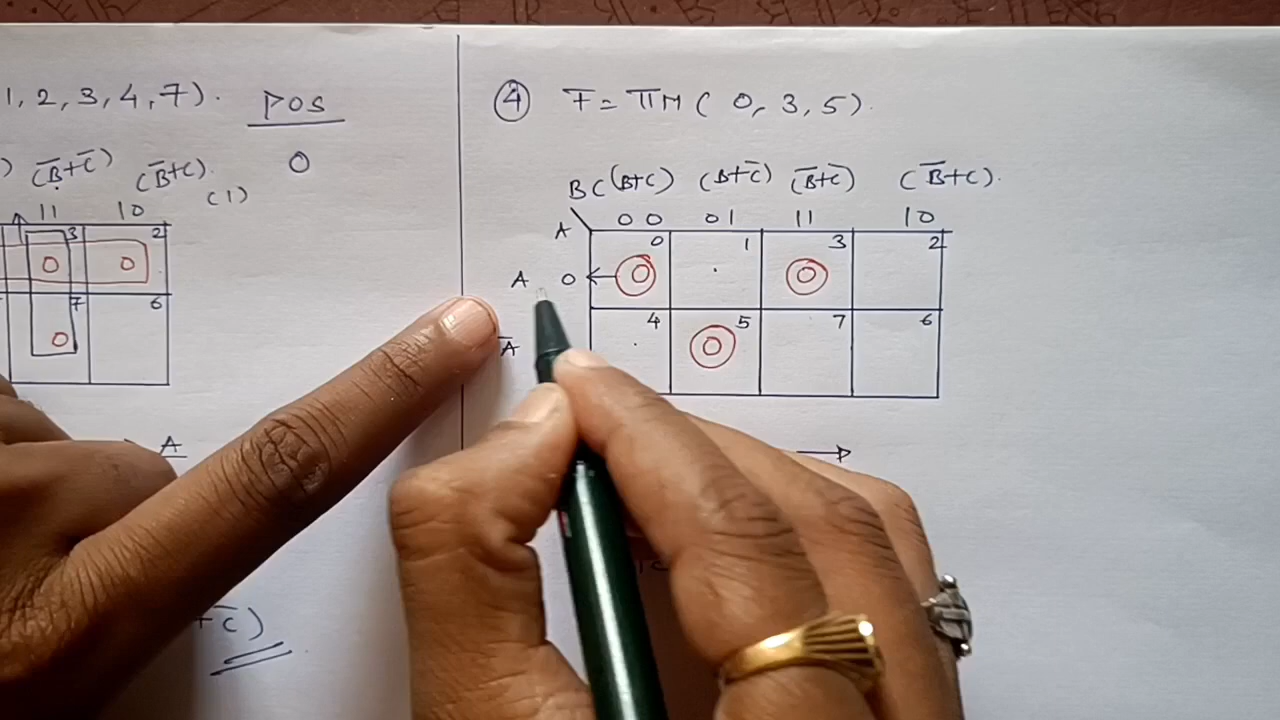 1, 2, 3, 4, 7). POS
) (B̅+C̅) (B̅+C). 0
(1)
11 10
3 2
0 0
7 6
0
A
+C̅)
④ F = πM ( 0, 3, 5).
BC (B+C) (B+C̅) (B̅+C̅) (B̅+C).
A 00 01 11 10
0 1 3 2
A 0 0 0
4 5 7 6
A̅ 0